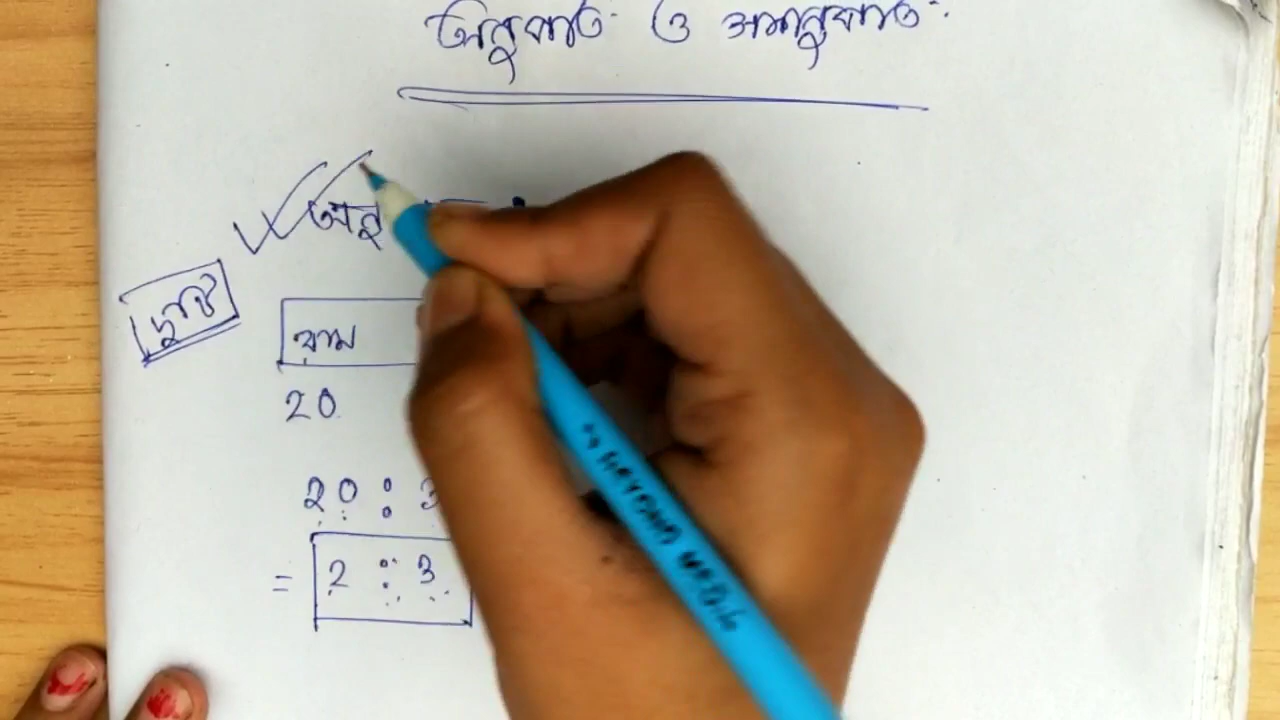 অনুপাত ও সমানুপাত :
অনু
দুটি
রাম
20
20 : 3
= 2 : 3